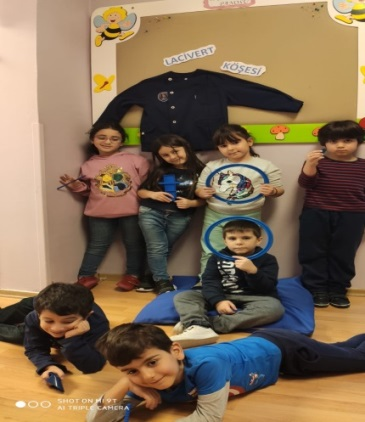 LACİVERT
KÖŞESİ
SHOT ON MI 9T
AI TRIPLE CAMERA